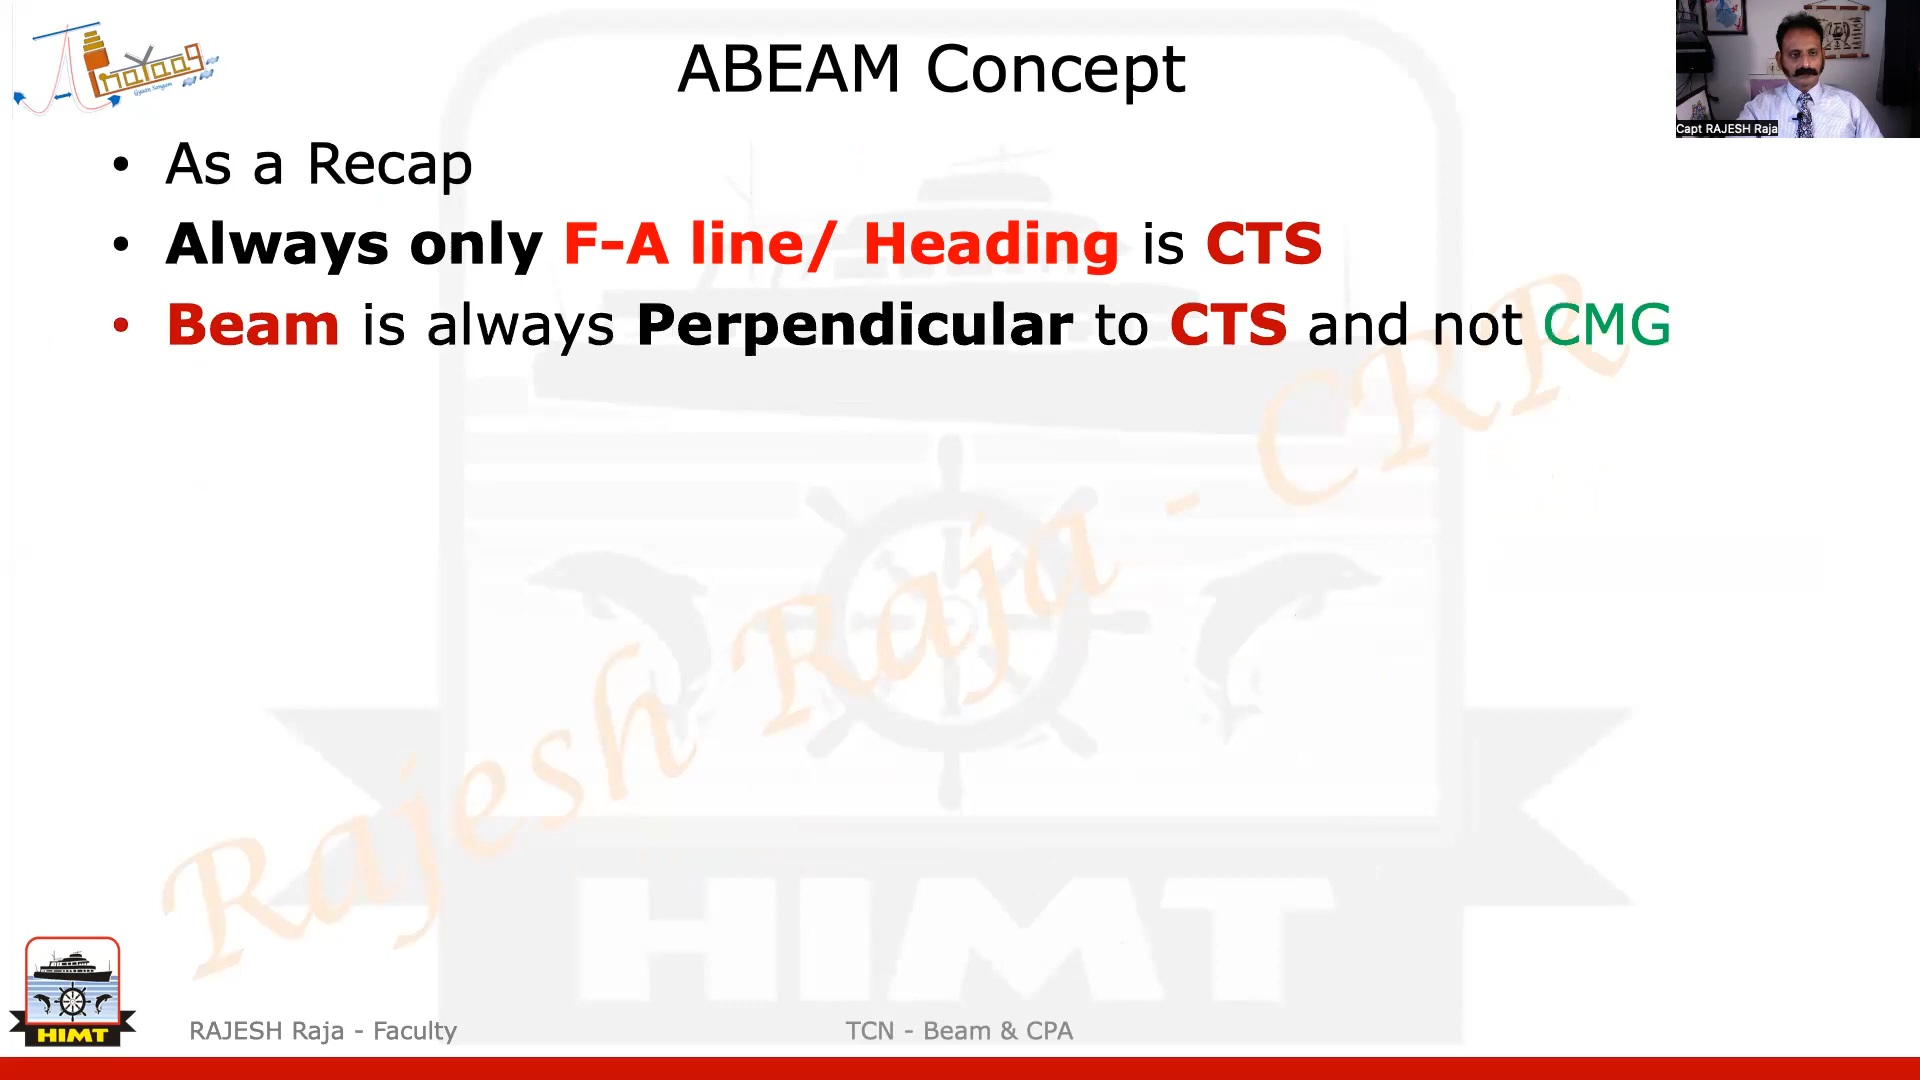 ABEAM Concept
Capt RAJESH Raja
• As a Recap
• Always only F-A line/ Heading is CTS
• Beam is always Perpendicular to CTS and not CMG
Rajesh Raja - CRR
HIMT
HIMT
RAJESH Raja - Faculty
TCN - Beam & CPA